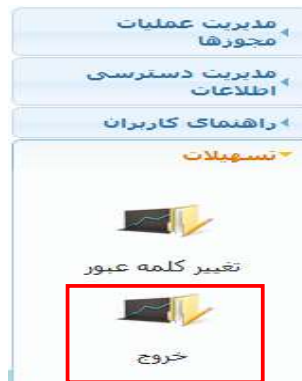 مدیریت عملیات
مجوزها
مدیریت دسترسی
اطلاعات
راهنمای کاربران
تسهیلات
تغییر کلمه عبور
خروج